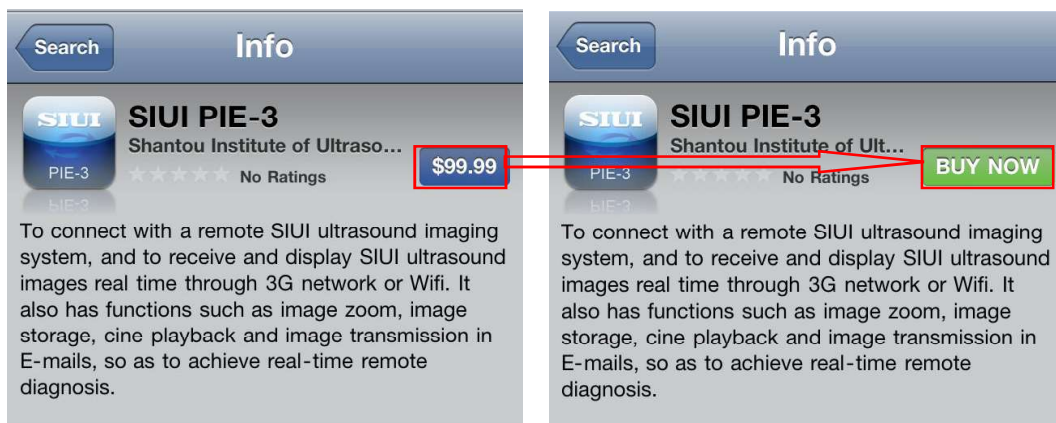 Search
Info
SIUI
PIE-3
SIUI PIE-3
Shantou Institute of Ultraso...
No Ratings
$99.99
PIE-3
To connect with a remote SIUI ultrasound imaging
system, and to receive and display SIUI ultrasound
images real time through 3G network or Wifi. It
also has functions such as image zoom, image
storage, cine playback and image transmission in
E-mails, so as to achieve real-time remote
diagnosis.
Search
Info
SIUI
PIE-3
SIUI PIE-3
Shantou Institute of Ult...
No Ratings
BUY NOW
PIE-3
To connect with a remote SIUI ultrasound imaging
system, and to receive and display SIUI ultrasound
images real time through 3G network or Wifi. It
also has functions such as image zoom, image
storage, cine playback and image transmission in
E-mails, so as to achieve real-time remote
diagnosis.